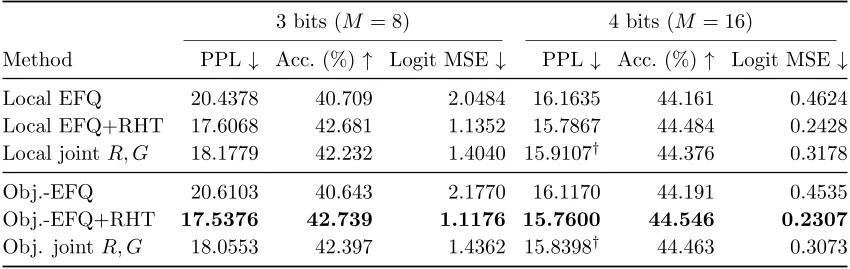 3 bits (M = 8) 4 bits (M = 16)
Method PPL ↓ Acc. (%) ↑ Logit MSE ↓ PPL ↓ Acc. (%) ↑ Logit MSE ↓
Local EFQ 20.4378 40.709 2.0484 16.1635 44.161 0.4624
Local EFQ+RHT 17.6068 42.681 1.1352 15.7867 44.484 0.2428
Local joint R, G 18.1779 42.232 1.4040 15.9107† 44.376 0.3178
Obj.-EFQ 20.6103 40.643 2.1770 16.1170 44.191 0.4535
Obj.-EFQ+RHT 17.5376 42.739 1.1176 15.7600 44.546 0.2307
Obj. joint R, G 18.0553 42.397 1.4362 15.8398† 44.463 0.3073